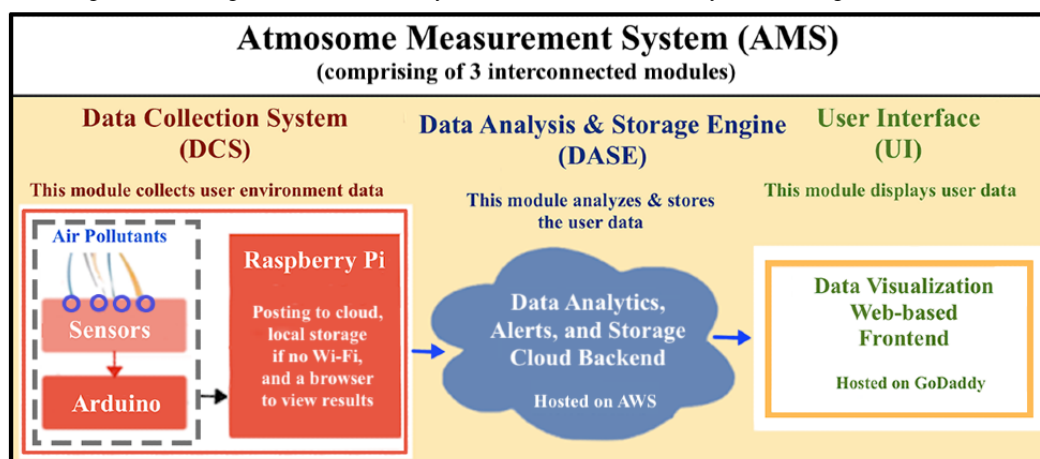 Atmosome Measurement System (AMS)
(comprising of 3 interconnected modules)
Data Collection System
(DCS)
This module collects user environment data
Air Pollutants
Sensors
Arduino
Raspberry Pi
Posting to cloud,
local storage
if no Wi-Fi,
and a browser
to view results
Data Analysis & Storage Engine
(DASE)
This module analyzes & stores
the user data
Data Analytics,
Alerts, and Storage
Cloud Backend
Hosted on AWS
User Interface
(UI)
This module displays user data
Data Visualization
Web-based
Frontend
Hosted on GoDaddy